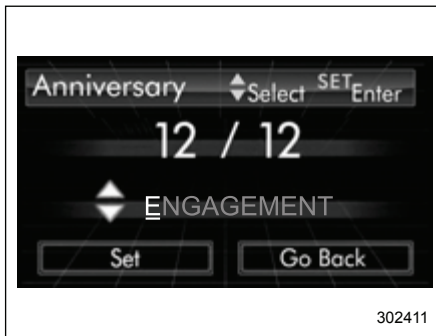 Anniversary Select SET Enter
12 / 12
ENGAGEMENT
Set Go Back
302411